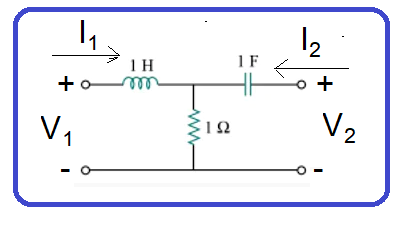 I1 I2
1 H 1 F
+ +
V1 1 Ω V2
- -